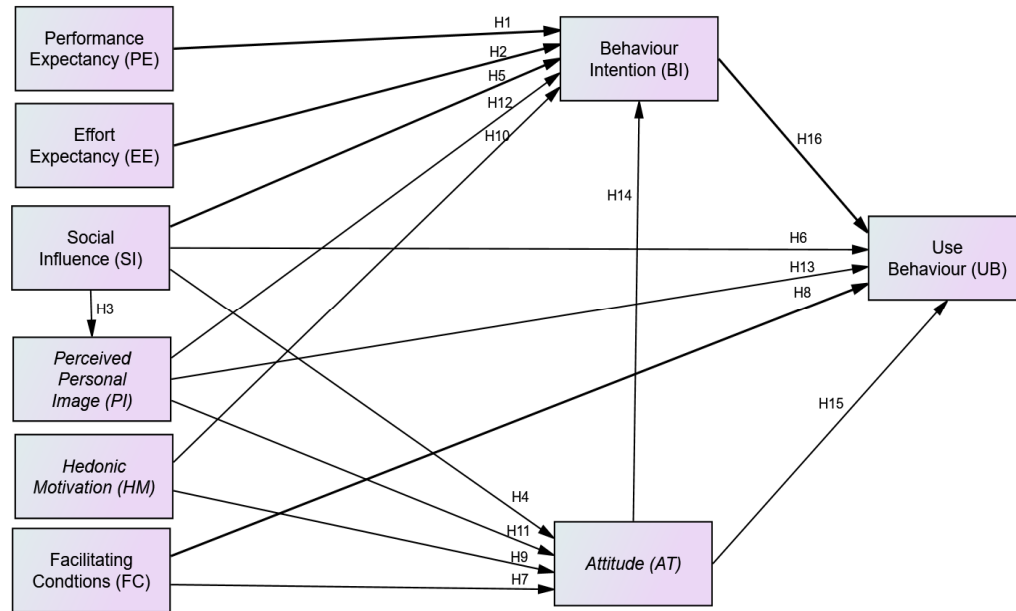 Performance
Expectancy (PE)
Effort
Expectancy (EE)
Social
Influence (SI)
H3
Perceived
Personal
Image (PI)
Hedonic
Motivation (HM)
Facilitating
Condtions (FC)
H1
H2
H5
H12
H10
Behaviour
Intention (BI)
H14
H16
H6
H13
H8
Use
Behaviour (UB)
H15
H4
H11
H9
H7
Attitude (AT)